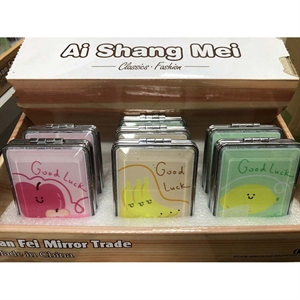 Ai Shang Mei
Classics · Fashion
Good
Luck
Good
Luck
Good
Luck
an Fei Mirror Trade
Made in China